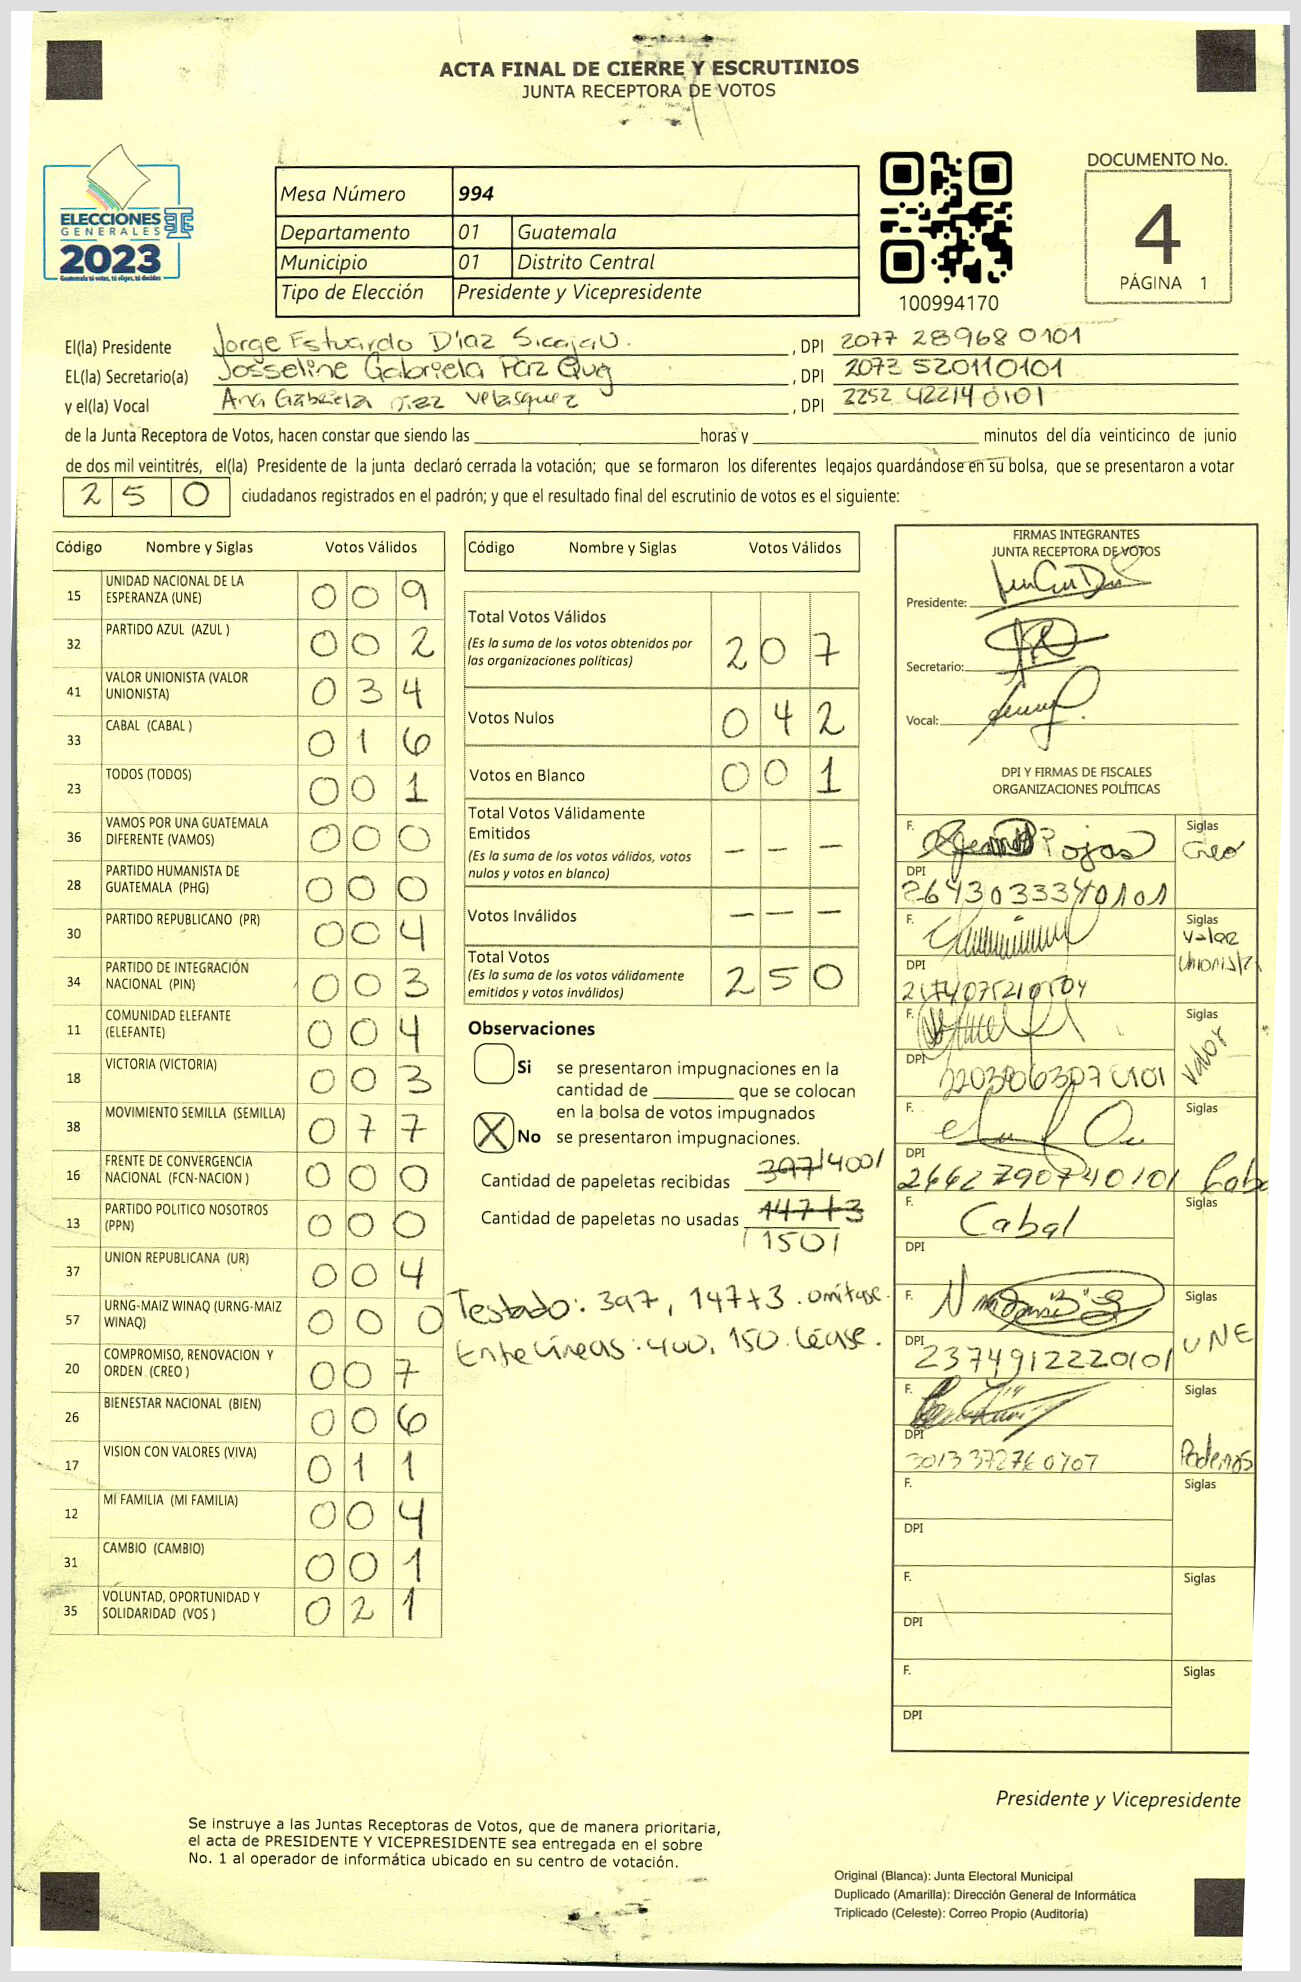 ACTA FINAL DE CIERRE Y ESCRUTINIOS
JUNTA RECEPTORA DE VOTOS
ELECCIONES
GENERALES
2023
Guatemala tú votas, tú eliges, tú decides
Mesa Número 994
Departamento 01 Guatemala
Municipio 01 Distrito Central
Tipo de Elección Presidente y Vicepresidente
100994170
DOCUMENTO No.
4
PÁGINA 1
El(la) Presidente Jorge Estuardo Díaz Sicajau. , DPI 2077 28968 0101
EL(la) Secretario(a) Josseline Gabriela Paz Quq , DPI 2073 520110101
y el(la) Vocal Ana Gabriela Velasquez , DPI 2252 42214 0101
de la Junta Receptora de Votos, hacen constar que siendo las horas y minutos del día veinticinco de junio
de dos mil veintitrés, el(la) Presidente de la junta declaró cerrada la votación; que se formaron los diferentes legajos guardándose en su bolsa, que se presentaron a votar
2 5 0 ciudadanos registrados en el padrón; y que el resultado final del escrutinio de votos es el siguiente:
Código Nombre y Siglas Votos Válidos
15 UNIDAD NACIONAL DE LA
ESPERANZA (UNE) 0 0 9
32 PARTIDO AZUL (AZUL ) 0 0 2
41 VALOR UNIONISTA (VALOR
UNIONISTA) 0 3 4
33 CABAL (CABAL ) 0 1 6
23 TODOS (TODOS) 0 0 1
36 VAMOS POR UNA GUATEMALA
DIFERENTE (VAMOS) 0 0 0
28 PARTIDO HUMANISTA DE
GUATEMALA (PHG) 0 0 0
30 PARTIDO REPUBLICANO (PR) 0 0 4
34 PARTIDO DE INTEGRACIÓN
NACIONAL (PIN) 0 0 3
11 COMUNIDAD ELEFANTE
(ELEFANTE) 0 0 4
18 VICTORIA (VICTORIA) 0 0 3
38 MOVIMIENTO SEMILLA (SEMILLA) 0 7 7
16 FRENTE DE CONVERGENCIA
NACIONAL (FCN-NACION ) 0 0 0
13 PARTIDO POLITICO NOSOTROS
(PPN) 0 0 0
37 UNION REPUBLICANA (UR) 0 0 4
57 URNG-MAIZ WINAQ (URNG-MAIZ
WINAQ) 0 0 0
20 COMPROMISO, RENOVACION Y
ORDEN (CREO ) 0 0 7
26 BIENESTAR NACIONAL (BIEN) 0 0 6
17 VISION CON VALORES (VIVA) 0 1 1
12 MI FAMILIA (MI FAMILIA) 0 0 4
31 CAMBIO (CAMBIO) 0 0 1
35 VOLUNTAD, OPORTUNIDAD Y
SOLIDARIDAD (VOS ) 0 2 1
Código Nombre y Siglas Votos Válidos
Total Votos Válidos
(Es la suma de los votos obtenidos por
las organizaciones políticas) 2 0 7
Votos Nulos 0 4 2
Votos en Blanco 0 0 1
Total Votos Válidamente
Emitidos
(Es la suma de los votos válidos, votos
nulos y votos en blanco) — — —
Votos Inválidos — — —
Total Votos
(Es la suma de los votos válidamente
emitidos y votos inválidos) 2 5 0
Observaciones
Si se presentaron impugnaciones en la
cantidad de que se colocan
en la bolsa de votos impugnados
X No se presentaron impugnaciones.
Cantidad de papeletas recibidas 397 /400/
Cantidad de papeletas no usadas 147+3
/150/
Testado: 397, 147+3. omitase.
Entre líneas: 400, 150. Léase.
FIRMAS INTEGRANTES
JUNTA RECEPTORA DE VOTOS
Presidente:
Secretario:
Vocal:
DPI Y FIRMAS DE FISCALES
ORGANIZACIONES POLÍTICAS
F. Rojas Siglas Creo
DPI 2643033340101
F. Siglas Valor Unionista
DPI
F. Siglas Valor
DPI
F. Siglas
DPI 2662790740101
F. Cabal Siglas
DPI
F. Siglas UNE
DPI 2374912220101
F. Siglas Podemos
DPI 3013372760707
F. Siglas
DPI
F. Siglas
DPI
F. Siglas
DPI
Presidente y Vicepresidente
Se instruye a las Juntas Receptoras de Votos, que de manera prioritaria,
el acta de PRESIDENTE Y VICEPRESIDENTE sea entregada en el sobre
No. 1 al operador de informática ubicado en su centro de votación.
Original (Blanca): Junta Electoral Municipal
Duplicado (Amarilla): Dirección General de Informática
Triplicado (Celeste): Correo Propio (Auditoría)